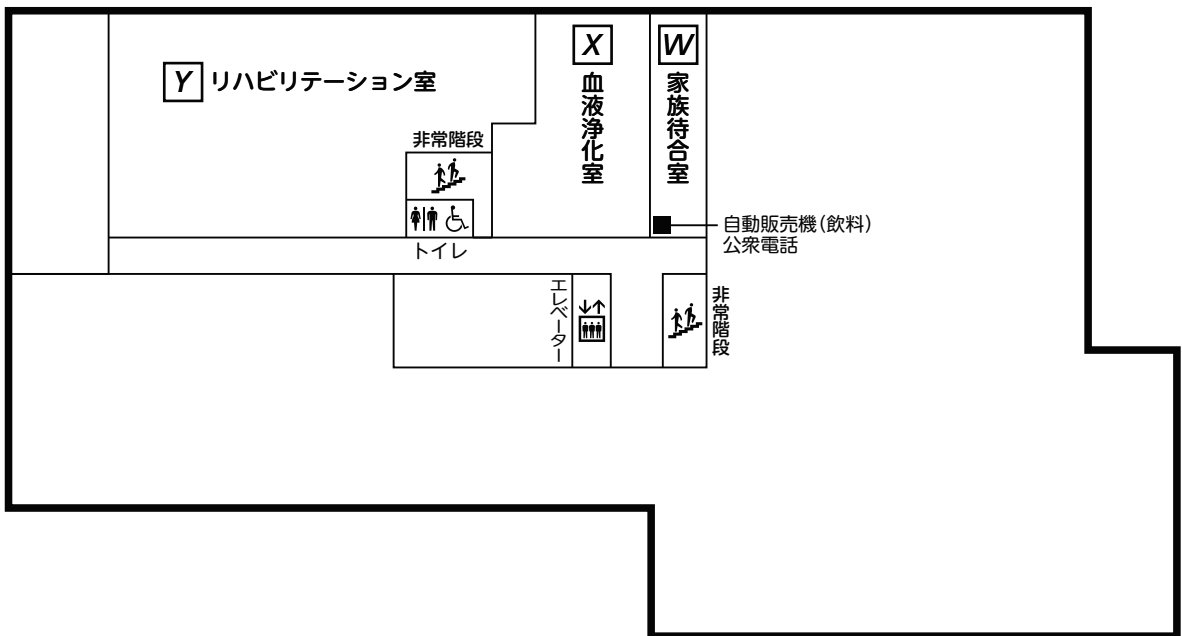 Y リハビリテーション室
X
血液浄化室
W
家族待合室
非常階段
トイレ
自動販売機(飲料)
公衆電話
エレベーター
非常階段